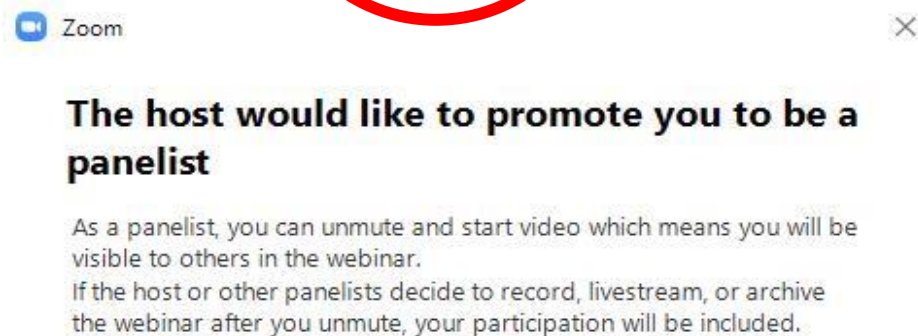 Zoom
The host would like to promote you to be a
panelist
As a panelist, you can unmute and start video which means you will be
visible to others in the webinar.
If the host or other panelists decide to record, livestream, or archive
the webinar after you unmute, your participation will be included.